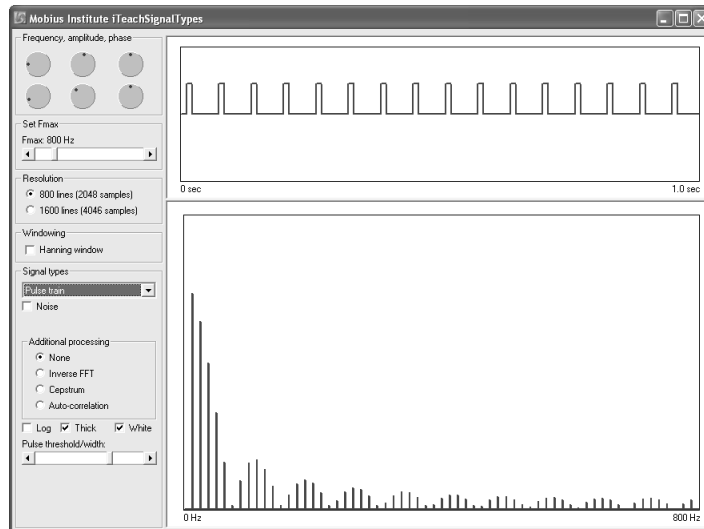 Mobius Institute iTeachSignalTypes
Frequency, amplitude, phase
Set Fmax
Fmax: 800 Hz
Resolution
800 lines (2048 samples)
1600 lines (4046 samples)
Windowing
Hanning window
Signal types
Pulse train
Noise
Additional processing
None
Inverse FFT
Cepstrum
Auto-correlation
Log Thick White
Pulse threshold/width:
0 sec 1.0 sec
0 Hz 800 Hz